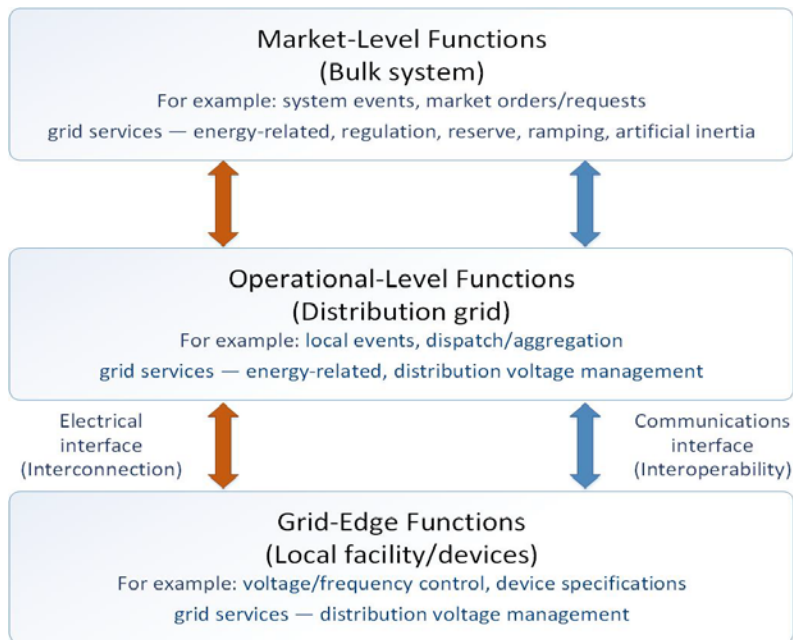 Market-Level Functions
(Bulk system)
For example: system events, market orders/requests
grid services — energy-related, regulation, reserve, ramping, artificial inertia
Operational-Level Functions
(Distribution grid)
For example: local events, dispatch/aggregation
grid services — energy-related, distribution voltage management
Electrical
interface
(Interconnection)
Communications
interface
(Interoperability)
Grid-Edge Functions
(Local facility/devices)
For example: voltage/frequency control, device specifications
grid services — distribution voltage management